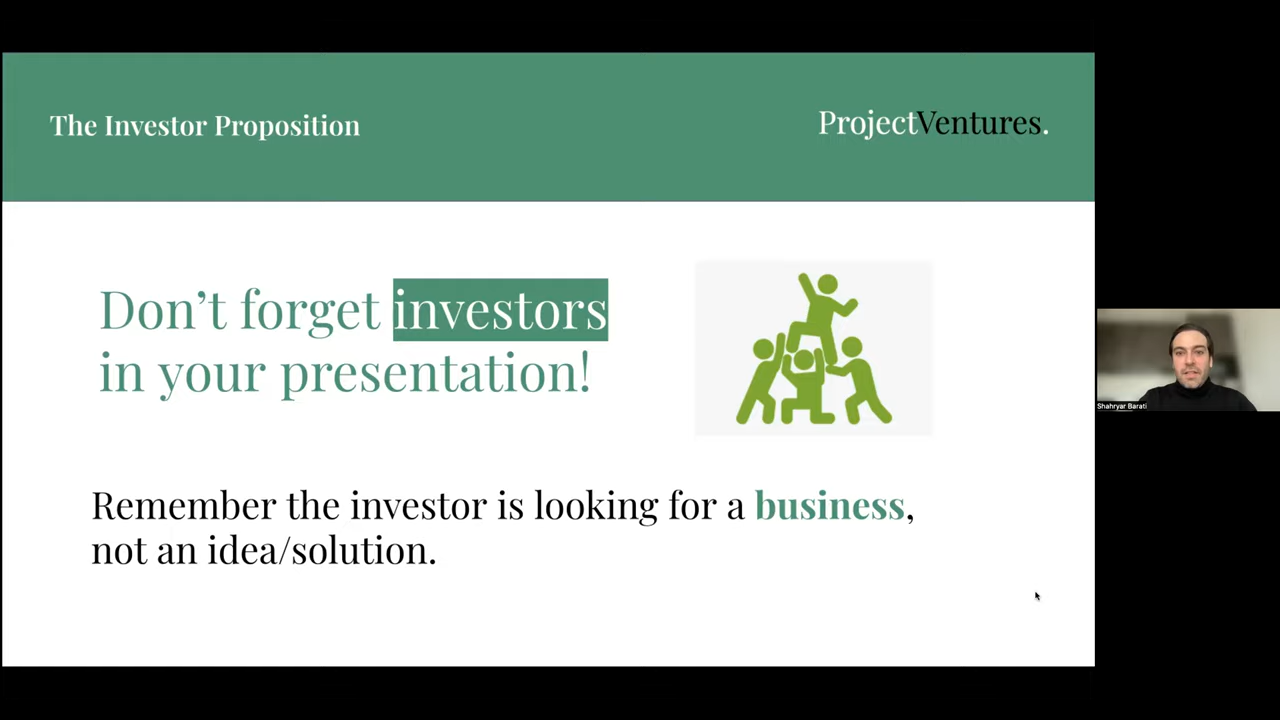 The Investor Proposition
ProjectVentures.
Don't forget investors
in your presentation!
Remember the investor is looking for a business,
not an idea/solution.
Shahryar Barati